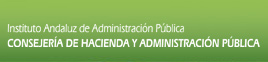 Instituto Andaluz de Administración Pública
CONSEJERÍA DE HACIENDA Y ADMINISTRACIÓN PÚBLICA